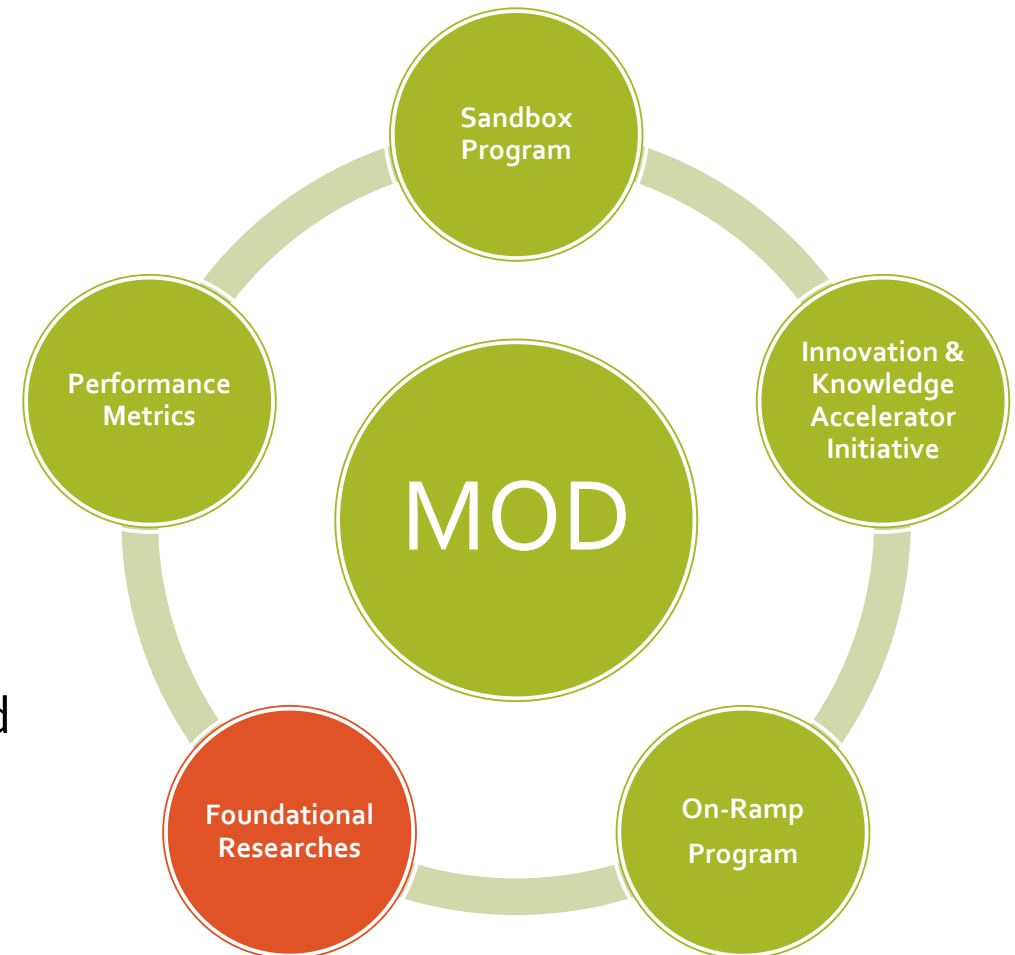 Sandbox
Program
Innovation &
Knowledge
Accelerator
Initiative
Performance
Metrics
MOD
d
Foundational
Researches
On-Ramp
Program